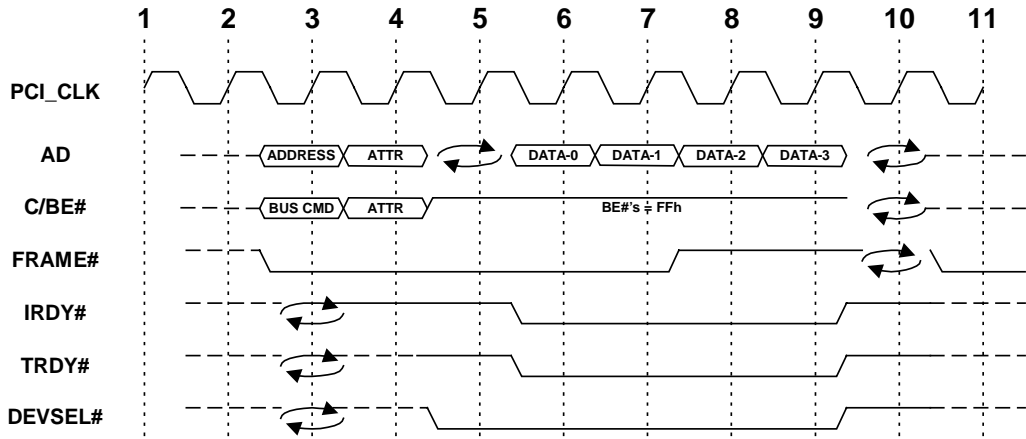 1 2 3 4 5 6 7 8 9 10 11
PCI_CLK
AD ADDRESS ATTR DATA-0 DATA-1 DATA-2 DATA-3
C/BE# BUS CMD ATTR BE#'s = FFh
FRAME#
IRDY#
TRDY#
DEVSEL#